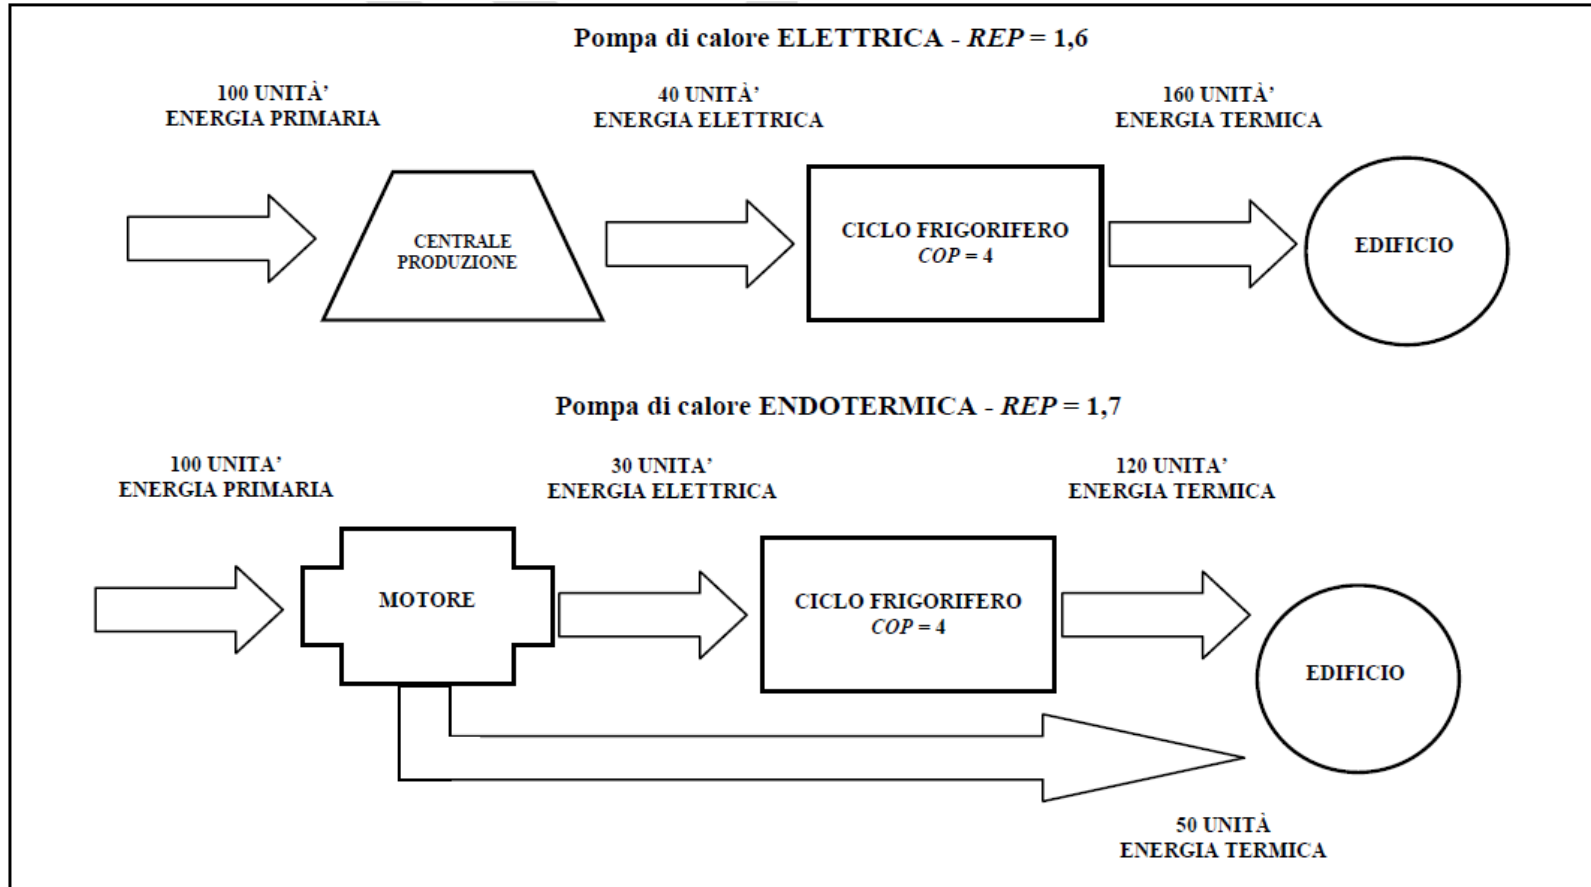 Pompa di calore ELETTRICA - REP = 1,6
100 UNITÀ'
ENERGIA PRIMARIA
40 UNITÀ'
ENERGIA ELETTRICA
160 UNITÀ'
ENERGIA TERMICA
CENTRALE
PRODUZIONE
CICLO FRIGORIFERO
COP = 4
EDIFICIO
Pompa di calore ENDOTERMICA - REP = 1,7
100 UNITA'
ENERGIA PRIMARIA
30 UNITA'
ENERGIA ELETTRICA
120 UNITA'
ENERGIA TERMICA
MOTORE
CICLO FRIGORIFERO
COP = 4
EDIFICIO
50 UNITÀ
ENERGIA TERMICA